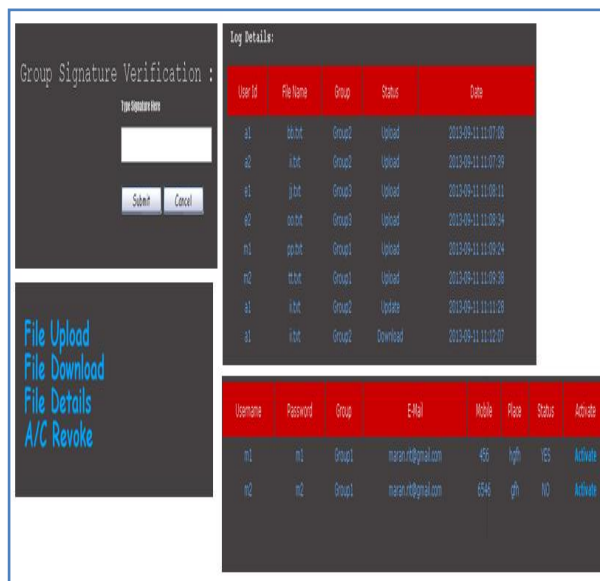 Group Signature Verification :
Type Signature Here
Submit Cancel
File Upload
File Download
File Details
A/C Revoke
Log Details:
User Id File Name Group Status Date
a1 bb.txt Group2 Upload 2013-09-11 11:07:08
a2 Group2 Upload 2013-09-11 11:07:39
a1 jj.txt Group3 Upload 2013-09-11 11:08:11
oo.txt Group3 Upload 2013-09-11 11:08:34
m1 pp.txt Group1 Upload 2013-09-11 11:09:24
m2 tt.txt Group1 Upload 2013-09-11 11:09:38
a1 Group2 Update 2013-09-11 11:11:28
a1 Group2 Download 2013-09-11 11:12:07
Username Password Group E-Mail Mobile Place Status Activate
m1 m1 Group1 maran.nt@gmail.com 456 hgfh YES Activate
m2 m2 Group1 maran.nt@gmail.com 6546 gfh NO Activate